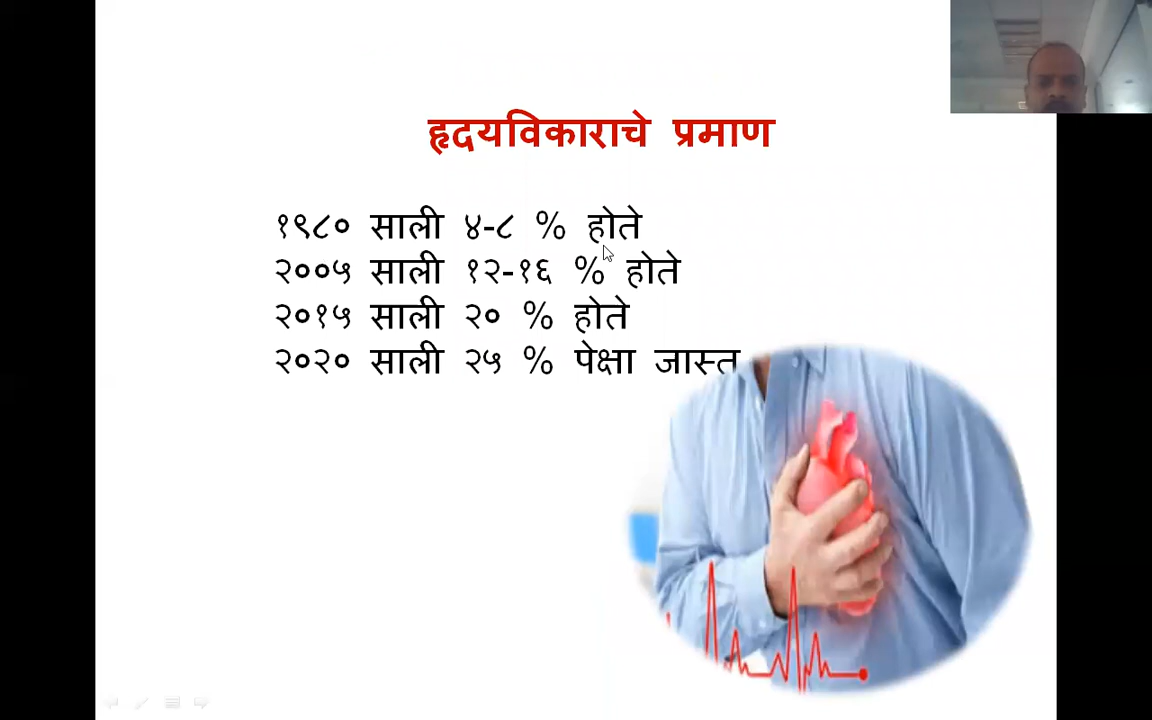 हृदयविकाराचे प्रमाण
१९८० साली ४-८ % होते
२००५ साली १२-१६ % होते
२०१५ साली २० % होते
२०२० साली २५ % पेक्षा जास्त